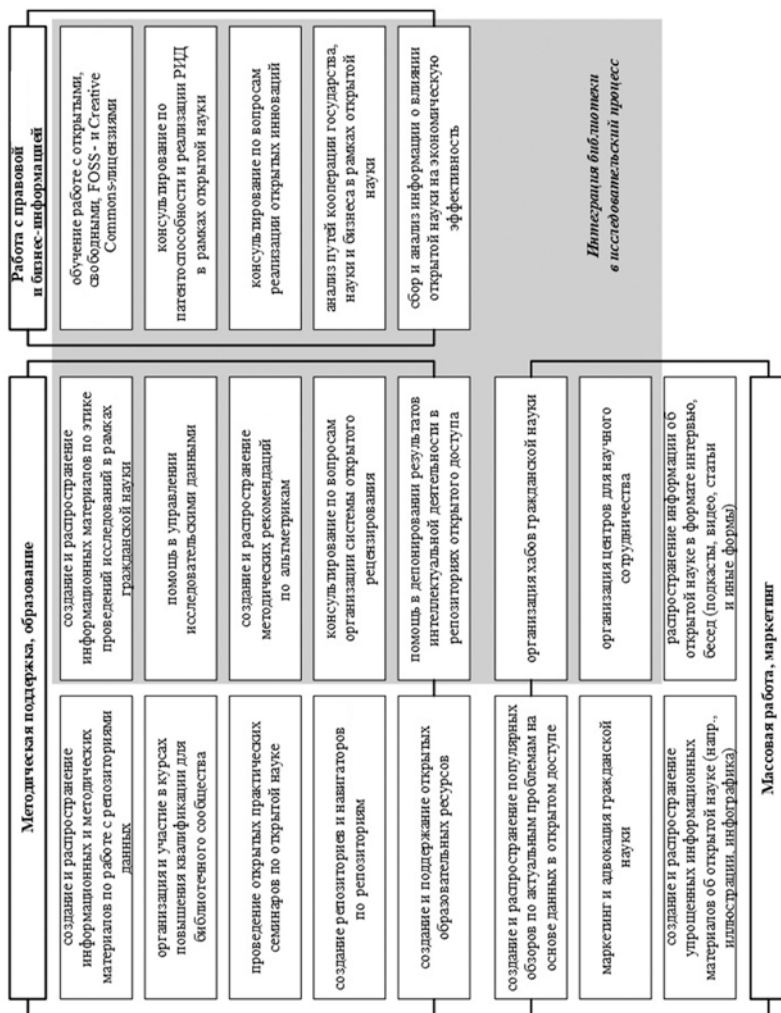 Методическая поддержка, образование
создание и распространение
информационных и методических
материалов по работе с репозиториями
данных
организация и участие в курсах
повышения квалификации для
библиотечного сообщества
проведение открытых практических
семинаров по открытой науке
создание репозиториев и навигаторов
по репозиториям
создание и поддержание открытых
образовательных ресурсов
создание и распространение
информационных материалов по этике
проведений исследований в рамках
гражданской науки
помощь в управлении
исследовательскими данными
создание и распространение
методических рекомендаций
по альтметрикам
консультирование по вопросам
организации системы открытого
рецензирования
помощь в депонировании результатов
интеллектуальной деятельности в
репозиториях открытого доступа
Работа с правовой
и бизнес-информацией
обучение работе с открытыми,
свободными, FOSS- и Creative
Commons-лицензиями
консультирование по
патентоспособности и реализации РИД
в рамках открытой науки
консультирование по вопросам
реализации открытых инноваций
анализ путей кооперации государства,
науки и бизнеса в рамках открытой
науки
сбор и анализ информации о влиянии
открытой науки на экономическую
эффективность
создание и распространение популярных
обзоров по актуальным проблемам на
основе данных в открытом доступе
маркетинг и адвокация гражданской
науки
создание и распространение
упрощенных информационных
материалов об открытой науке (напр.,
иллюстрации, инфографика)
организация хабов гражданской науки
организация центров для научного
сотрудничества
распространение информации об
открытой науке в формате интервью,
бесед (подкасты, видео, статьи
и иные формы)
Интеграция библиотеки
в исследовательский процесс
Массовая работа, маркетинг